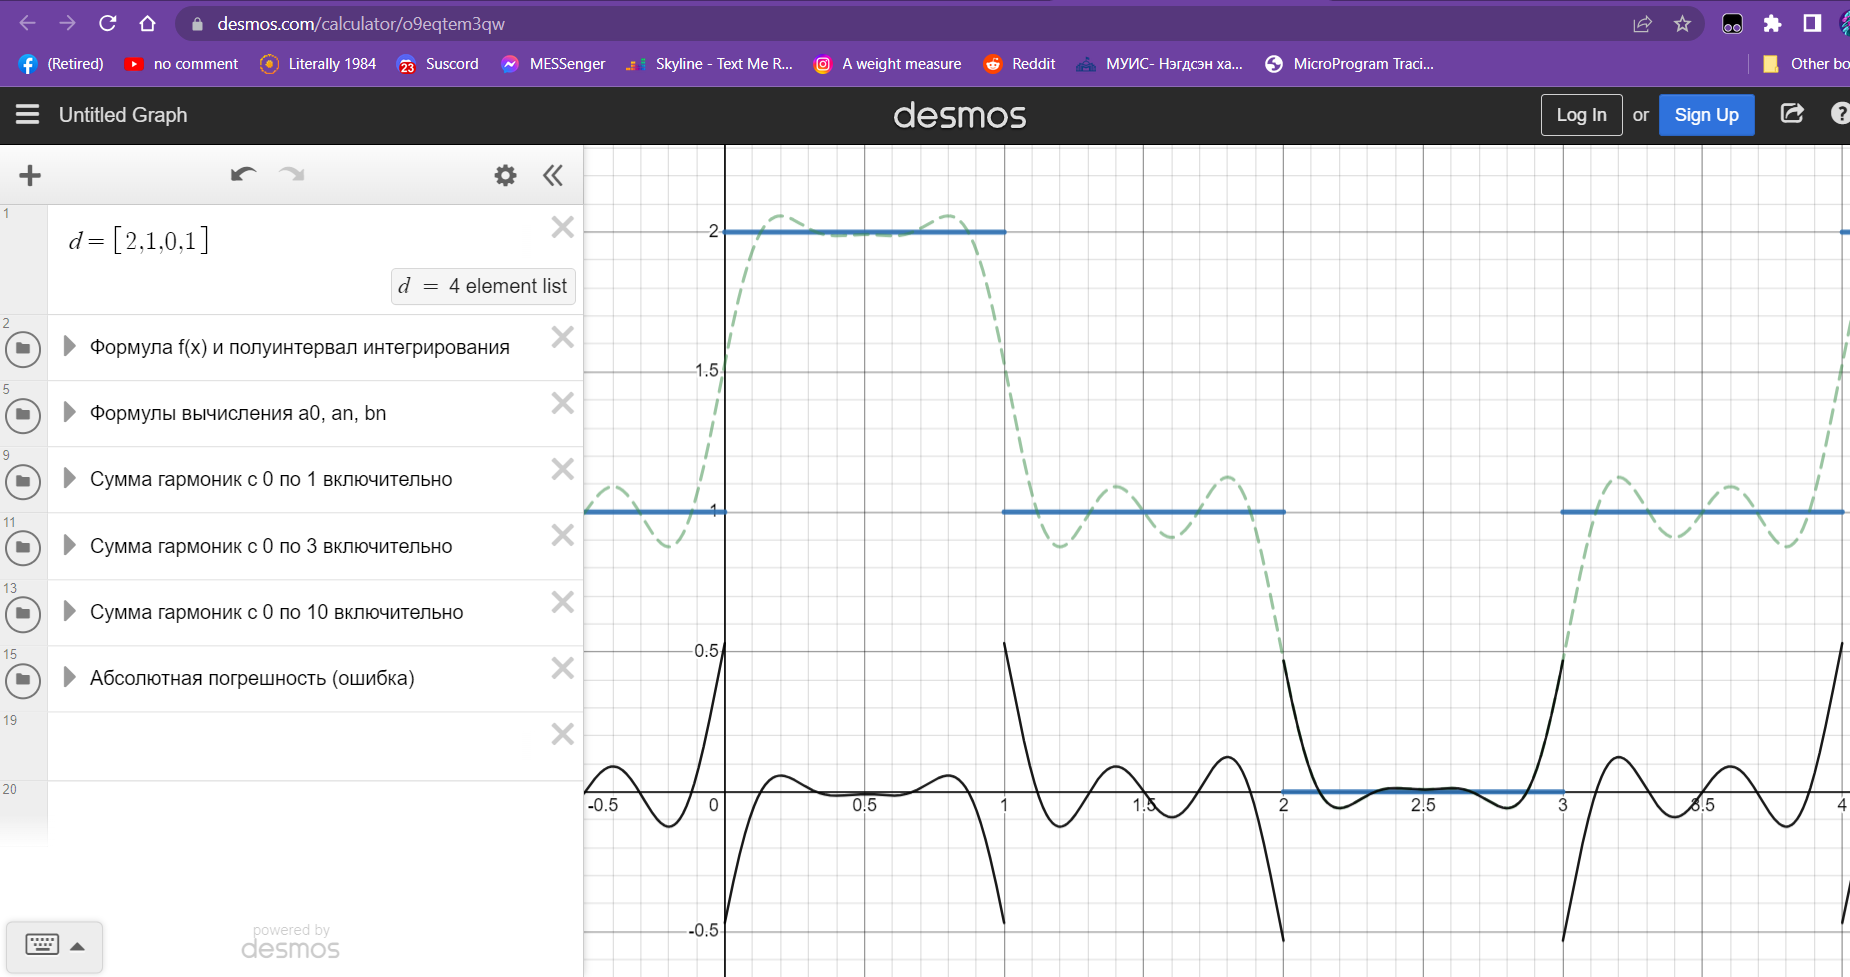 desmos.com/calculator/o9eqtem3qw
(Retired) no comment Literally 1984 23 Suscord MESSenger Skyline - Text Me R... A weight measure Reddit МУИС- Нэгдсэн ха... MicroProgram Traci... Other bo
Untitled Graph desmos Log In or Sign Up ?
1
d = [2,1,0,1]
d = 4 element list
2
Формула f(x) и полуинтервал интегрирования
5
Формулы вычисления a0, an, bn
9
Сумма гармоник с 0 по 1 включительно
11
Сумма гармоник с 0 по 3 включительно
13
Сумма гармоник с 0 по 10 включительно
15
Абсолютная погрешность (ошибка)
19
20
powered by
desmos
2
1.5
1
0.5
-0.5 0 0.5 1 1.5 2 2.5 3 3.5 4
-0.5